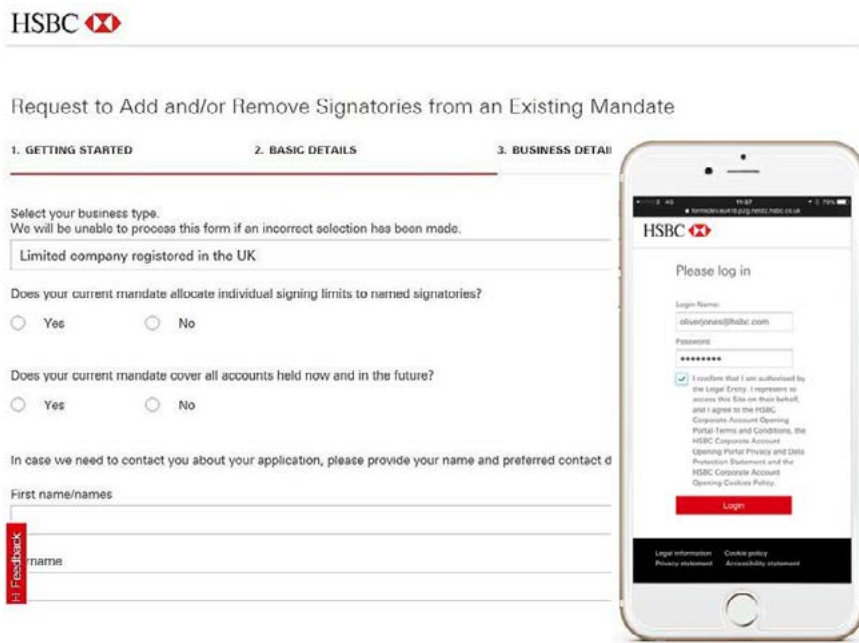 HSBC
Request to Add and/or Remove Signatories from an Existing Mandate
1. GETTING STARTED
2. BASIC DETAILS
3. BUSINESS DETAI
Select your business type.
We will be unable to process this form if an incorrect selection has been made.
Limited company registered in the UK
Does your current mandate allocate individual signing limits to named signatories?
Yes No
Does your current mandate cover all accounts held now and in the future?
Yes No
In case we need to contact you about your application, please provide your name and preferred contact d
First name/names
rname
Feedback
4G 11:37 79%
HSBC
Please log in
Login Name:
oliverjones@hsbc.com
Password:
I confirm that I am authorised by
the Legal Entity. I represent to
access this Site on their behalf,
and I agree to the HSBC
Corporate Account Opening
Portal Terms and Conditions, the
HSBC Corporate Account
Opening Portal Privacy and Data
Protection Statement and the
HSBC Corporate Account
Opening Cookies Policy.
Login
Legal information Cookie policy
Privacy statement Accessibility statement